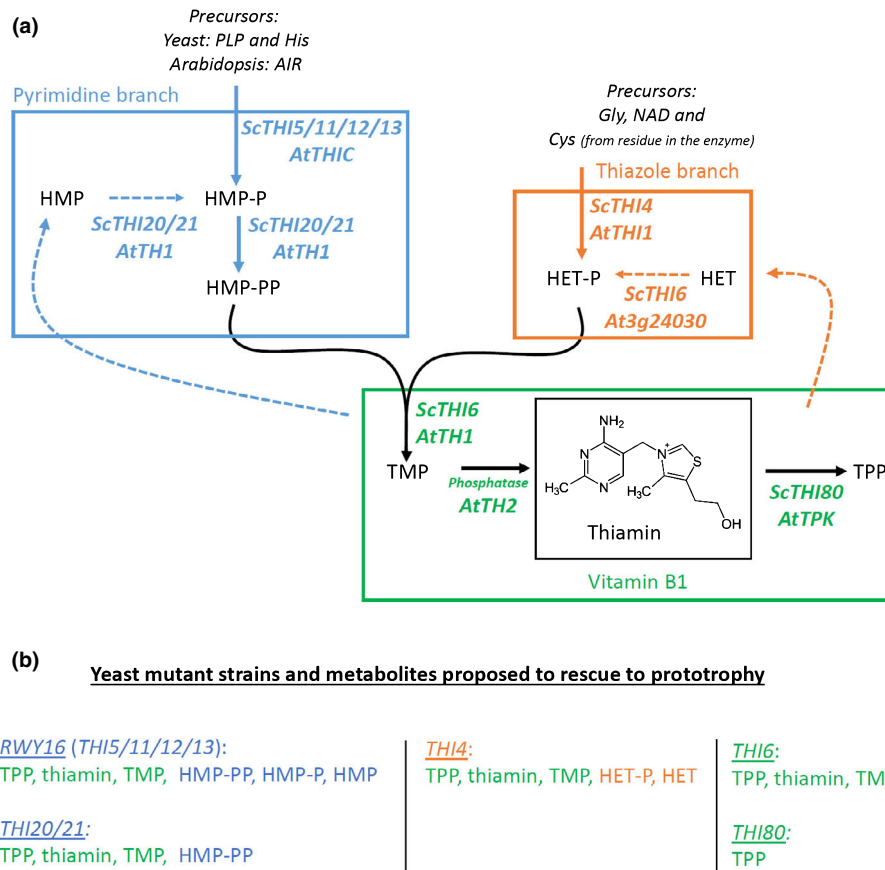 (a)
Precursors:
Yeast: PLP and His
Arabidopsis: AIR
Pyrimidine branch
ScTHI5/11/12/13
AtTHIC
HMP
HMP-P
ScTHI20/21
AtTH1
ScTHI20/21
AtTH1
HMP-PP
Precursors:
Gly, NAD and
Cys (from residue in the enzyme)
Thiazole branch
ScTHI4
AtTHI1
HET-P
HET
ScTHI6
At3g24030
ScTHI6
AtTH1
TMP
Phosphatase
AtTH2
NH₂
N
N
H₃C
N
+
S
H₃C
OH
Thiamin
ScTHI80
AtTPK
TPP
Vitamin B1
(b)
Yeast mutant strains and metabolites proposed to rescue to prototrophy
RWY16 (THI5/11/12/13):
TPP, thiamin, TMP, HMP-PP, HMP-P, HMP
THI20/21:
TPP, thiamin, TMP, HMP-PP
THI4:
TPP, thiamin, TMP, HET-P, HET
THI6:
TPP, thiamin, TM
THI80:
TPP